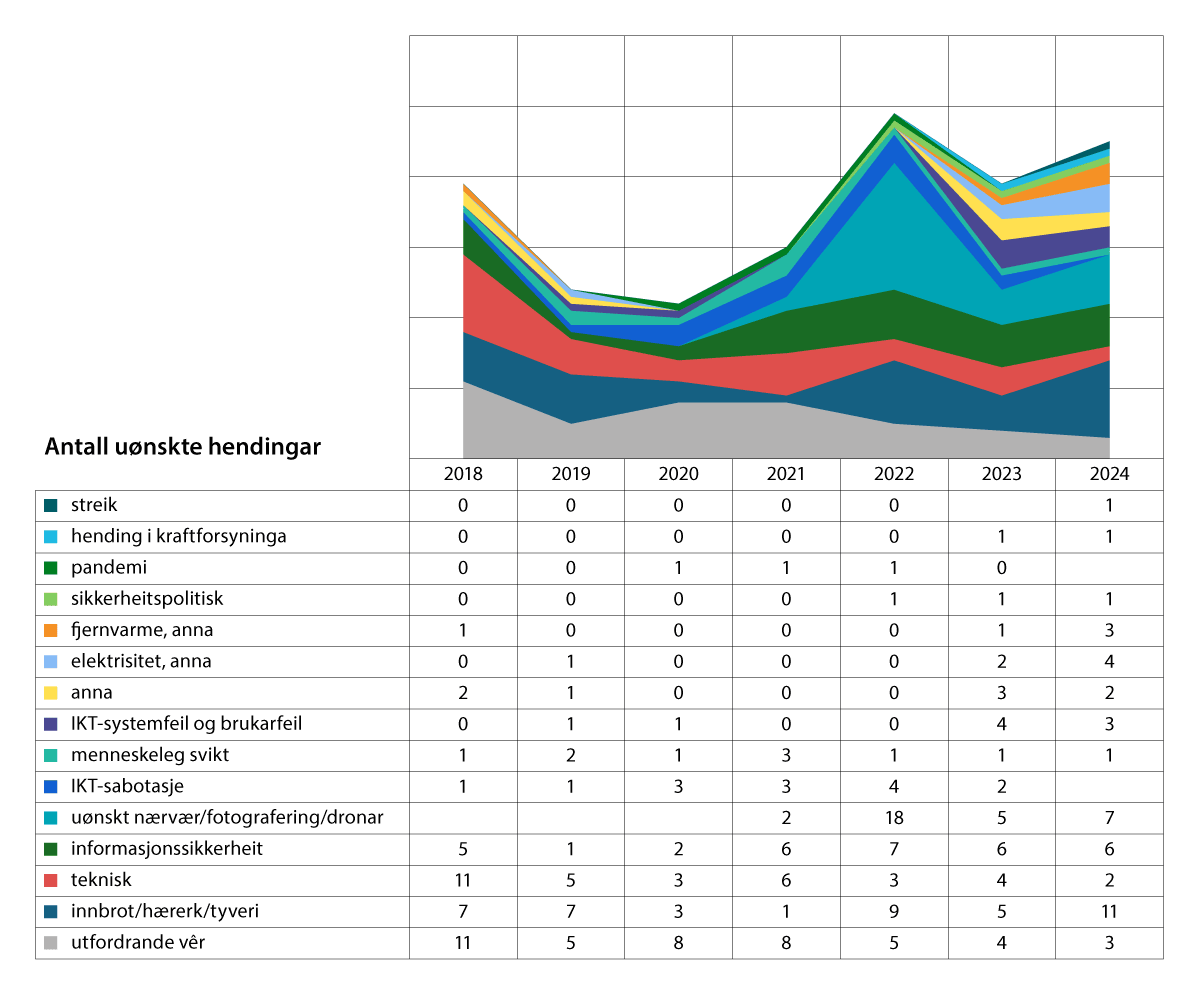 Antall uønskte hendingar
2018 2019 2020 2021 2022 2023 2024
streik 0 0 0 0 0 1
hending i kraftforsyninga 0 0 0 0 0 1 1
pandemi 0 0 1 1 1 0
sikkerheitspolitisk 0 0 0 0 1 1 1
fjernvarme, anna 1 0 0 0 0 1 3
elektrisitet, anna 0 1 0 0 0 2 4
anna 2 1 0 0 0 3 2
IKT-systemfeil og brukarfeil 0 1 1 0 0 4 3
menneskeleg svikt 1 2 1 3 1 1 1
IKT-sabotasje 1 1 3 3 4 2
uønskt nærvær/fotografering/dronar 2 18 5 7
informasjonssikkerheit 5 1 2 6 7 6 6
teknisk 11 5 3 6 3 4 2
innbrot/hærerk/tyveri 7 7 3 1 9 5 11
utfordrande vêr 11 5 8 8 5 4 3